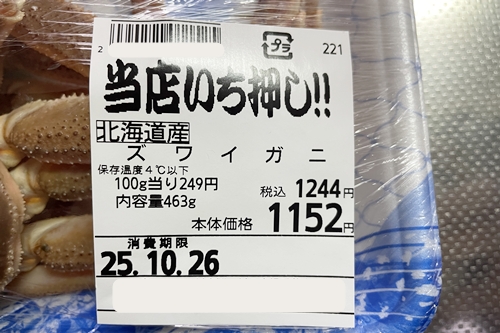 2
プラ
221
当店いち押し!!
北海道産
ズワイガニ
保存温度4℃以下
100g当り249円
税込 1244円
内容量463g
本体価格 1152円
消費期限
25.10.26